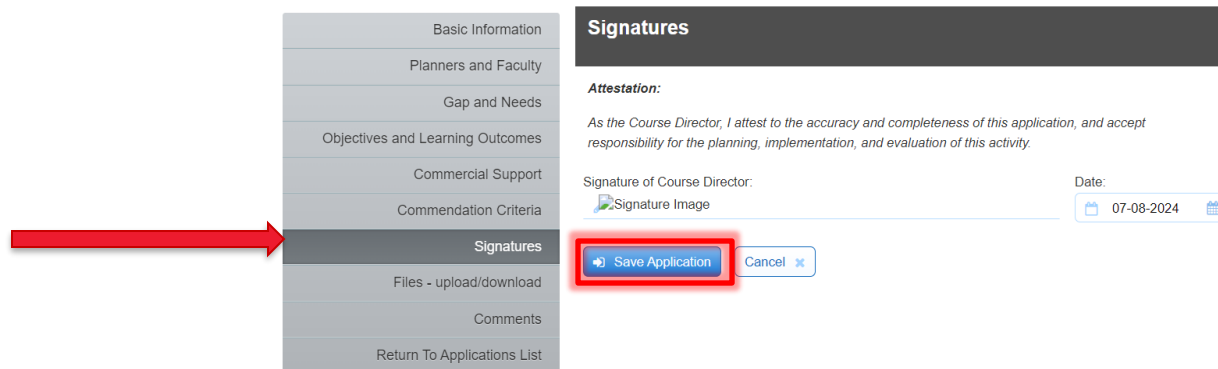 Basic Information
Planners and Faculty
Gap and Needs
Objectives and Learning Outcomes
Commercial Support
Commendation Criteria
Signatures
Files - upload/download
Comments
Return To Applications List
Signatures
Attestation:
As the Course Director, I attest to the accuracy and completeness of this application, and accept
responsibility for the planning, implementation, and evaluation of this activity.
Signature of Course Director:
Signature Image
Date:
07-08-2024
Save Application
Cancel